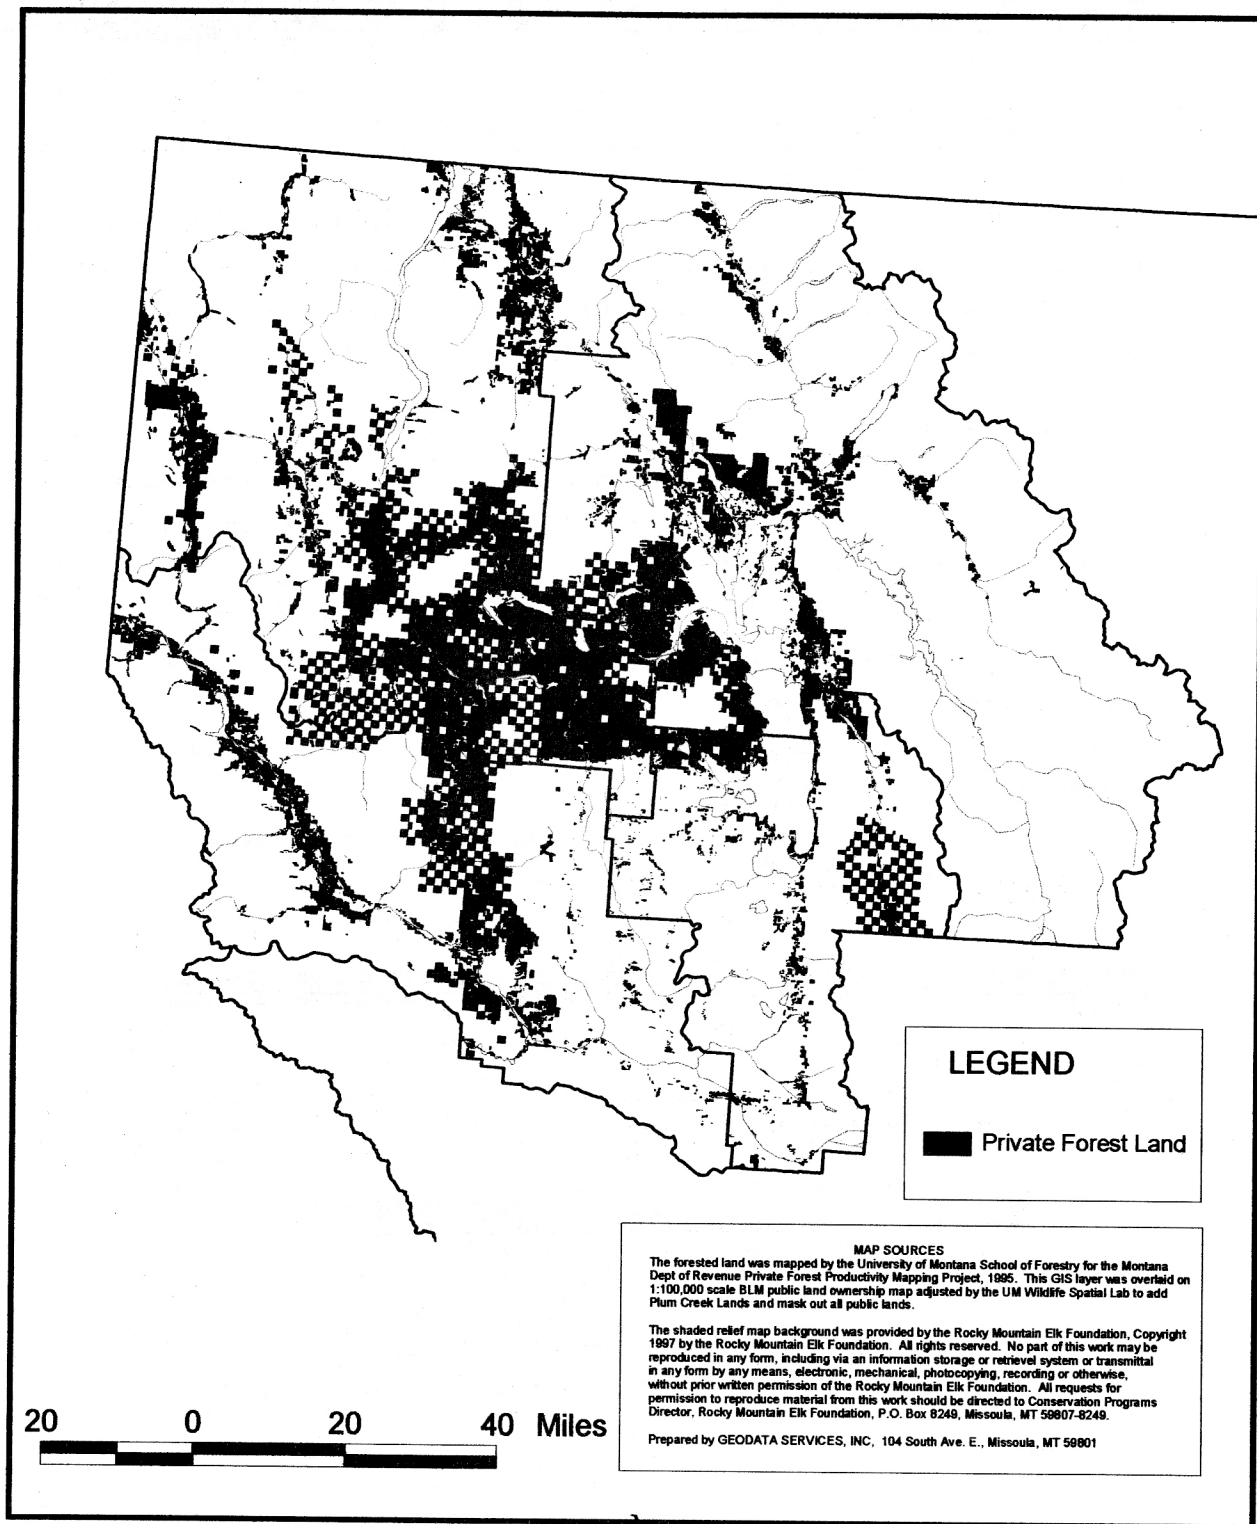 LEGEND
Private Forest Land
MAP SOURCES
The forested land was mapped by the University of Montana School of Forestry for the Montana
Dept of Revenue Private Forest Productivity Mapping Project, 1995. This GIS layer was overlaid on
1:100,000 scale BLM public land ownership map adjusted by the UM Wildlife Spatial Lab to add
Plum Creek Lands and mask out all public lands.
The shaded relief map background was provided by the Rocky Mountain Elk Foundation, Copyright
1997 by the Rocky Mountain Elk Foundation. All rights reserved. No part of this work may be
reproduced in any form, including via an information storage or retrievel system or transmittal
in any form by any means, electronic, mechanical, photocopying, recording or otherwise,
without prior written permission of the Rocky Mountain Elk Foundation. All requests for
permission to reproduce material from this work should be directed to Conservation Programs
Director, Rocky Mountain Elk Foundation, P.O. Box 8249, Missoula, MT 59807-8249.
Prepared by GEODATA SERVICES, INC, 104 South Ave. E., Missoula, MT 59801
20 0 20 40 Miles